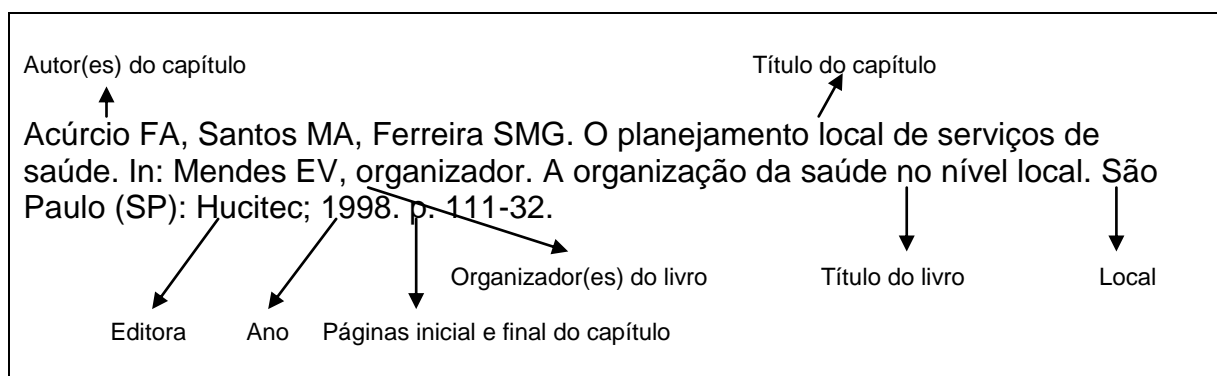 Autor(es) do capítulo Título do capítulo
Acúrcio FA, Santos MA, Ferreira SMG. O planejamento local de serviços de
saúde. In: Mendes EV, organizador. A organização da saúde no nível local. São
Paulo (SP): Hucitec; 1998. p. 111-32.
Organizador(es) do livro Título do livro Local
Editora Ano Páginas inicial e final do capítulo